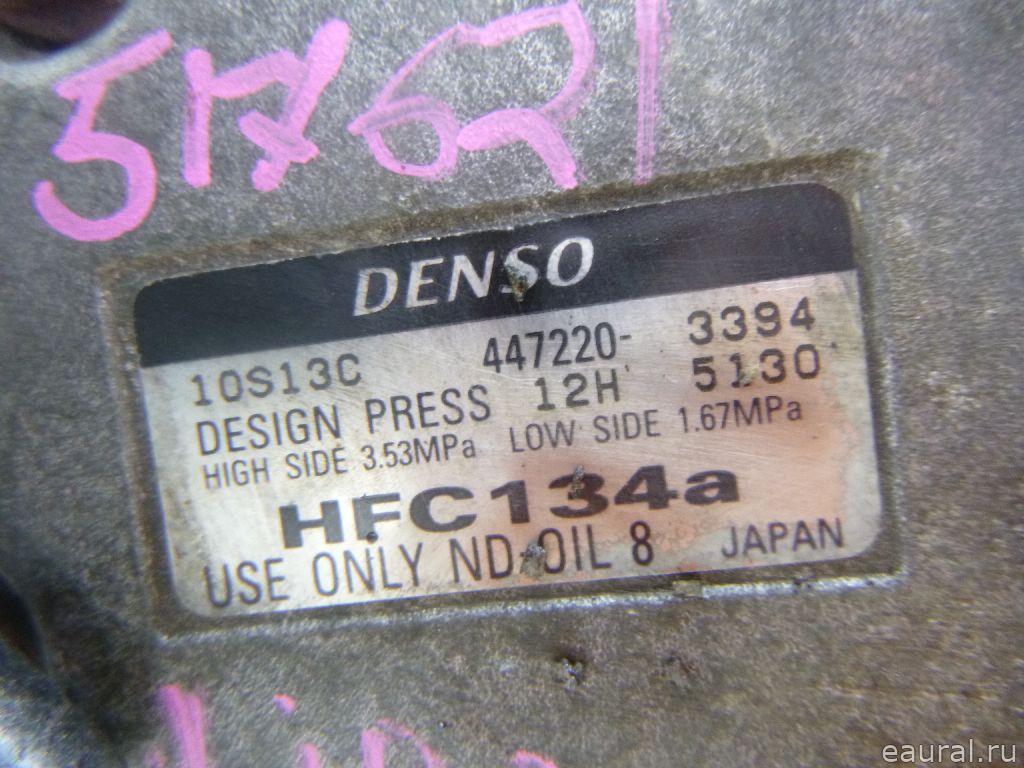 517621
DENSO
10S13C 447220- 3394
DESIGN PRESS 12H 5130
HIGH SIDE 3.53MPa LOW SIDE 1.67MPa
HFC134a
USE ONLY ND-OIL 8 JAPAN
eaural.ru